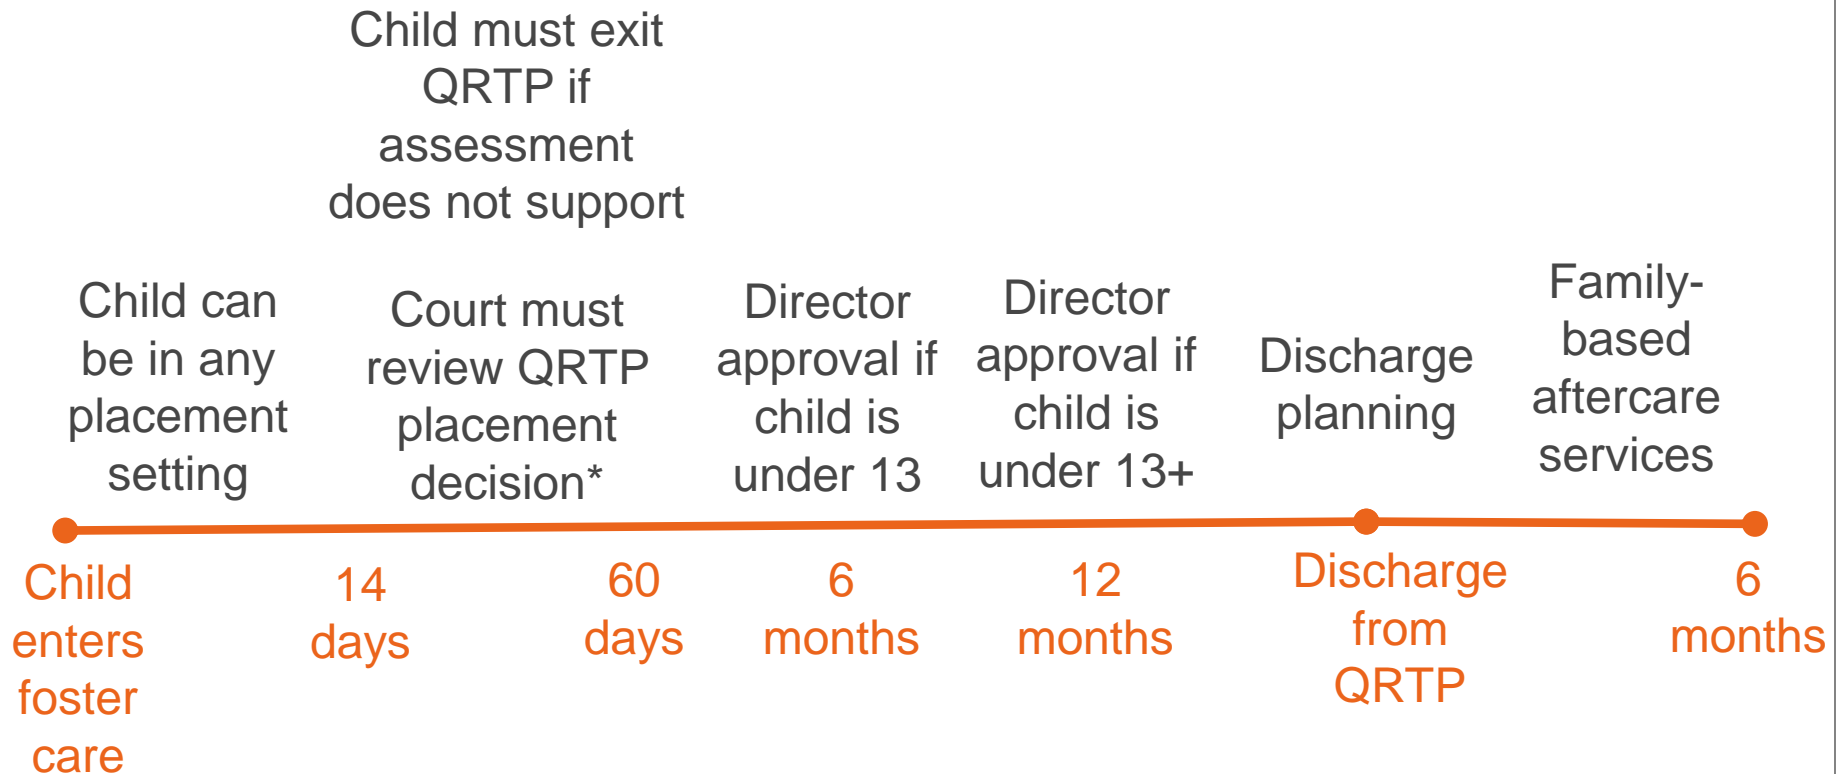 Child must exit
QRTP if
assessment
does not support
Child can
be in any
placement
setting
Court must
review QRTP
placement
decision*
Director
approval if
child is
under 13
Director
approval if
child is
under 13+
Discharge
planning
Family-
based
aftercare
services
Child
enters
foster
care
14
days
60
days
6
months
12
months
Discharge
from
QRTP
6
months